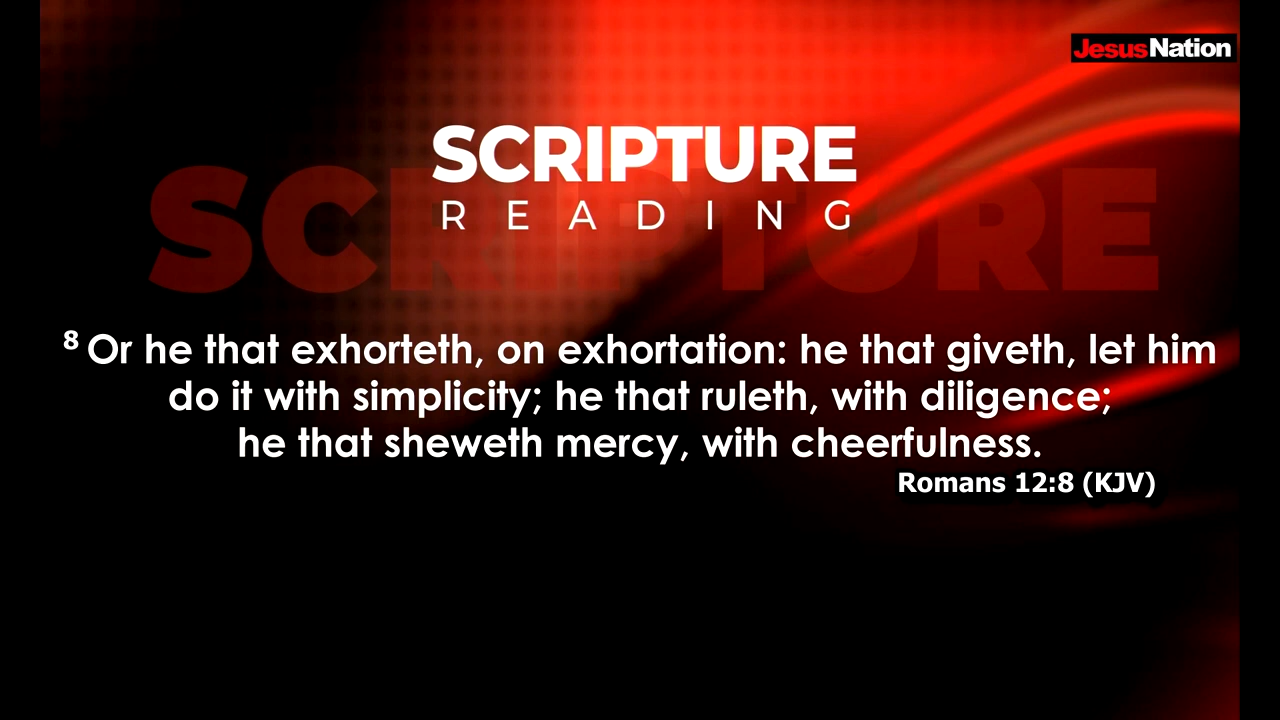 JesusNation
SCRIPTURE
SCRIPTURE
READING
8 Or he that exhorteth, on exhortation: he that giveth, let him
do it with simplicity; he that ruleth, with diligence;
he that sheweth mercy, with cheerfulness.
Romans 12:8 (KJV)